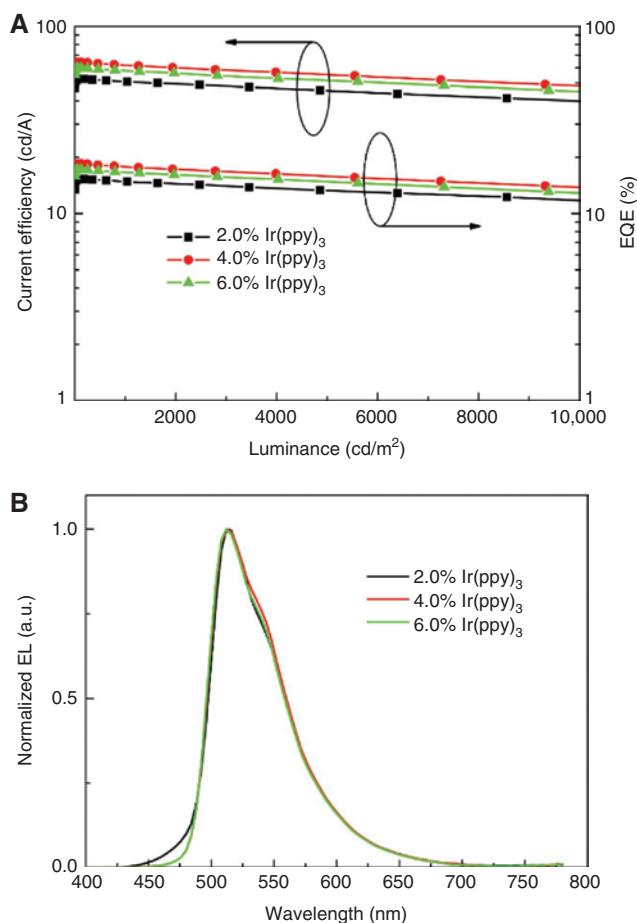 A
100
10
1
Current efficiency (cd/A)
100
10
1
EQE (%)
2.0% Ir(ppy)₃
4.0% Ir(ppy)₃
6.0% Ir(ppy)₃
2000 4000 6000 8000 10,000
Luminance (cd/m²)
B
1.0
0.5
0.0
Normalized EL (a.u.)
2.0% Ir(ppy)₃
4.0% Ir(ppy)₃
6.0% Ir(ppy)₃
400 450 500 550 600 650 700 750 800
Wavelength (nm)